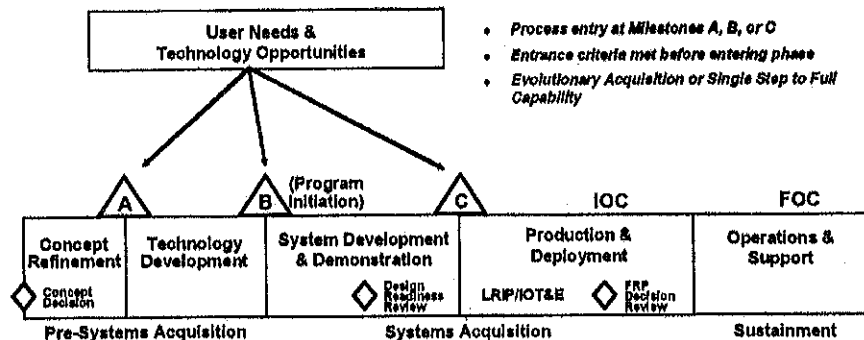 User Needs &
Technology Opportunities
• Process entry at Milestones A, B, or C
• Entrance criteria met before entering phase
• Evolutionary Acquisition or Single Step to Full
Capability
A
B
(Program
Initiation)
C
IOC
FOC
Concept
Refinement
Technology
Development
System Development
& Demonstration
Production &
Deployment
Operations &
Support
Concept
Decision
Design
Readiness
Review
LRIP/IOT&E
FRP
Decision
Review
Pre-Systems Acquisition
Systems Acquisition
Sustainment